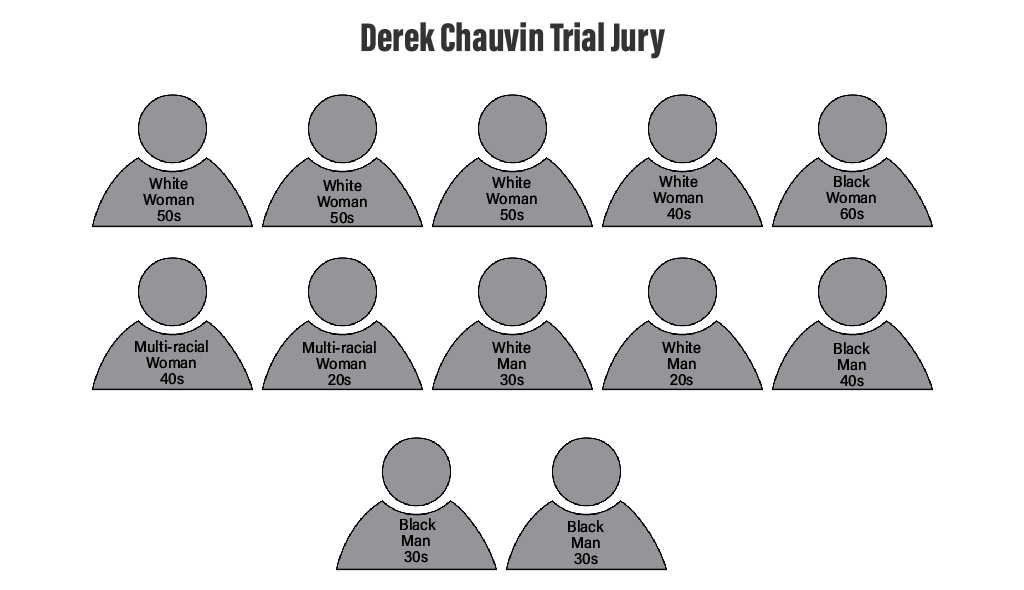 Derek Chauvin Trial Jury
White
Woman
50s
White
Woman
50s
White
Woman
50s
White
Woman
40s
Black
Woman
60s
Multi-racial
Woman
40s
Multi-racial
Woman
20s
White
Man
30s
White
Man
20s
Black
Man
40s
Black
Man
30s
Black
Man
30s